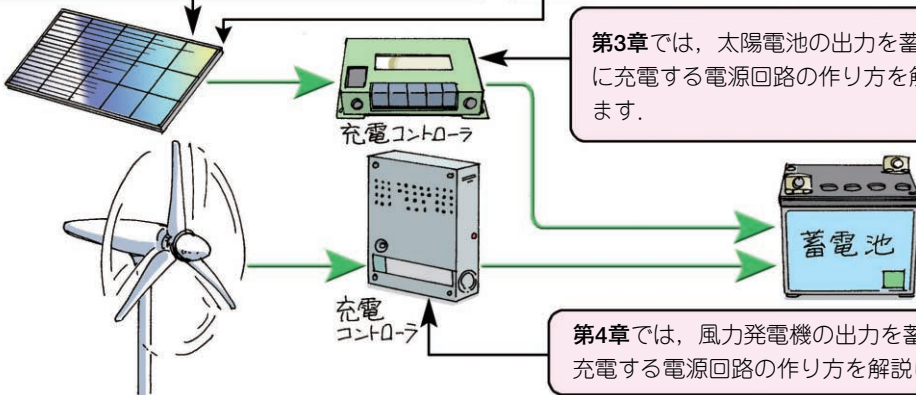 第3章では，太陽電池の出力を蓄
に充電する電源回路の作り方を解
ます．
充電コントローラ
蓄電池
充電
コントローラ
第4章では，風力発電機の出力を蓄
充電する電源回路の作り方を解説